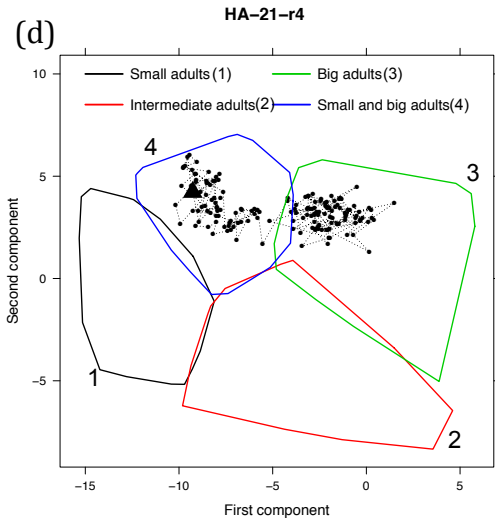 HA−21−r4
(d)
Small adults(1) Big adults(3)
Intermediate adults(2) Small and big adults(4)
4
3
1
2
10
5
0
−5
Second component
−15 −10 −5 0 5
First component